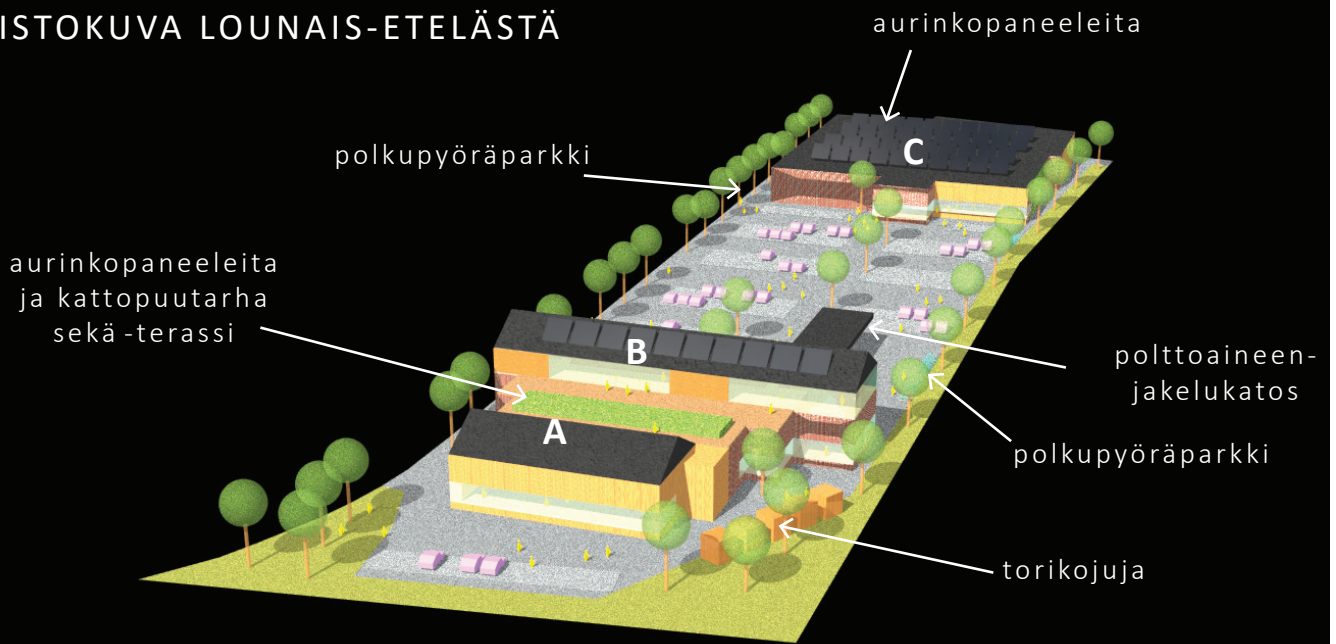 ISTOKUVA LOUNAIS-ETELÄSTÄ
aurinkopaneeleita
polkupyöräparkki
C
aurinkopaneeleita
ja kattopuutarha
sekä -terassi
B
A
polttoaineen-
jakelukatos
polkupyöräparkki
torikojuja